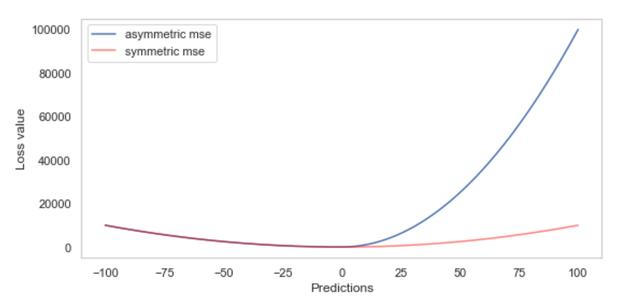 100000
80000
60000
40000
20000
0
Loss value
asymmetric mse
symmetric mse
−100 −75 −50 −25 0 25 50 75 100
Predictions